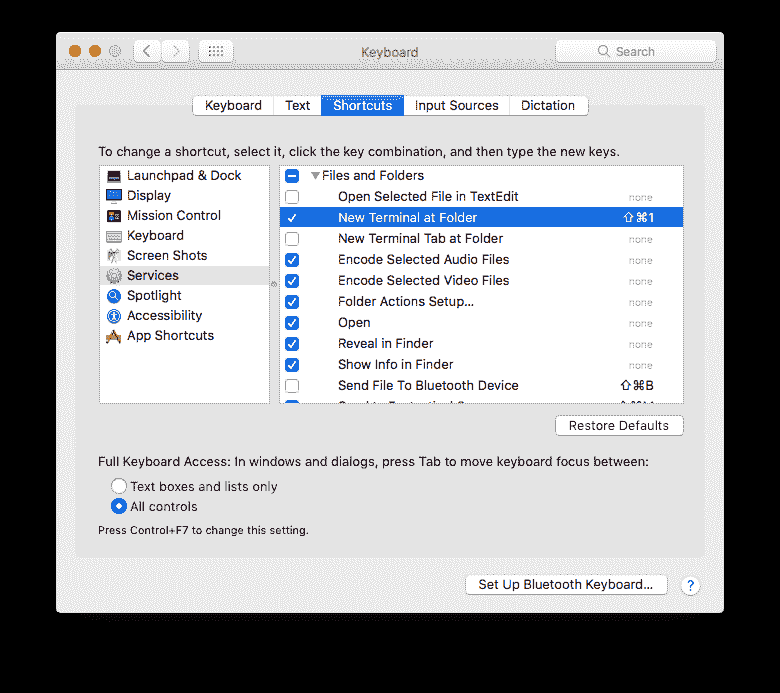 Keyboard
Search
Keyboard Text Shortcuts Input Sources Dictation
To change a shortcut, select it, click the key combination, and then type the new keys.
Launchpad & Dock
Display
Mission Control
Keyboard
Screen Shots
Services
Spotlight
Accessibility
App Shortcuts
Files and Folders
Open Selected File in TextEdit none
New Terminal at Folder ⇧⌘1
New Terminal Tab at Folder none
Encode Selected Audio Files none
Encode Selected Video Files none
Folder Actions Setup... none
Open none
Reveal in Finder none
Show Info in Finder none
Send File To Bluetooth Device ⇧⌘B
Restore Defaults
Full Keyboard Access: In windows and dialogs, press Tab to move keyboard focus between:
Text boxes and lists only
All controls
Press Control+F7 to change this setting.
Set Up Bluetooth Keyboard... ?